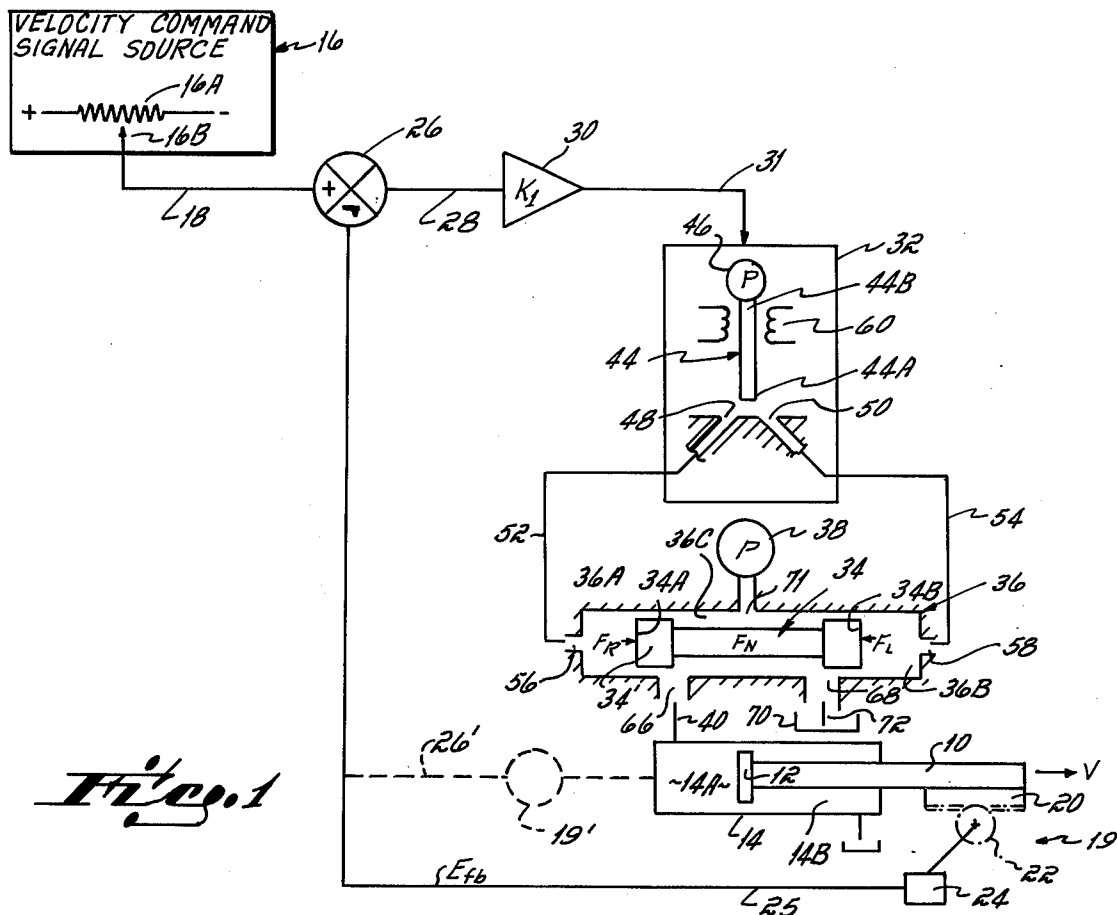 VELOCITY COMMAND
SIGNAL SOURCE
16
16A
+ -
16B
18
26
+
-
28
30
K1
31
32
46
P
44B
60
44
44A
48
50
52
54
36C
P
38
36A
34A
71
34
34B
36
FR
FN
FL
56
34'
58
66
68
36B
40
70
72
10
26'
~14A~
12
V
20
19'
14
14B
+
22
19
Efb
25
24
Fig. 1